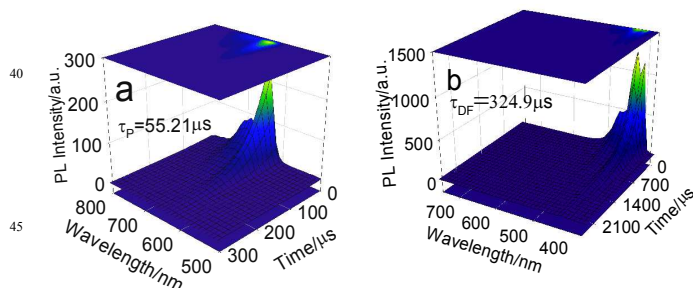 40
45
a
τP=55.21μs
PL Intensity/a.u.
300
200
100
0
800
700
600
500
Wavelength/nm
300
200
100
0
Time/μs
b
τDF=324.9μs
PL Intensity/a.u.
1500
1000
500
0
700
600
500
400
Wavelength/nm
2100
1400
700
0
Time/μs